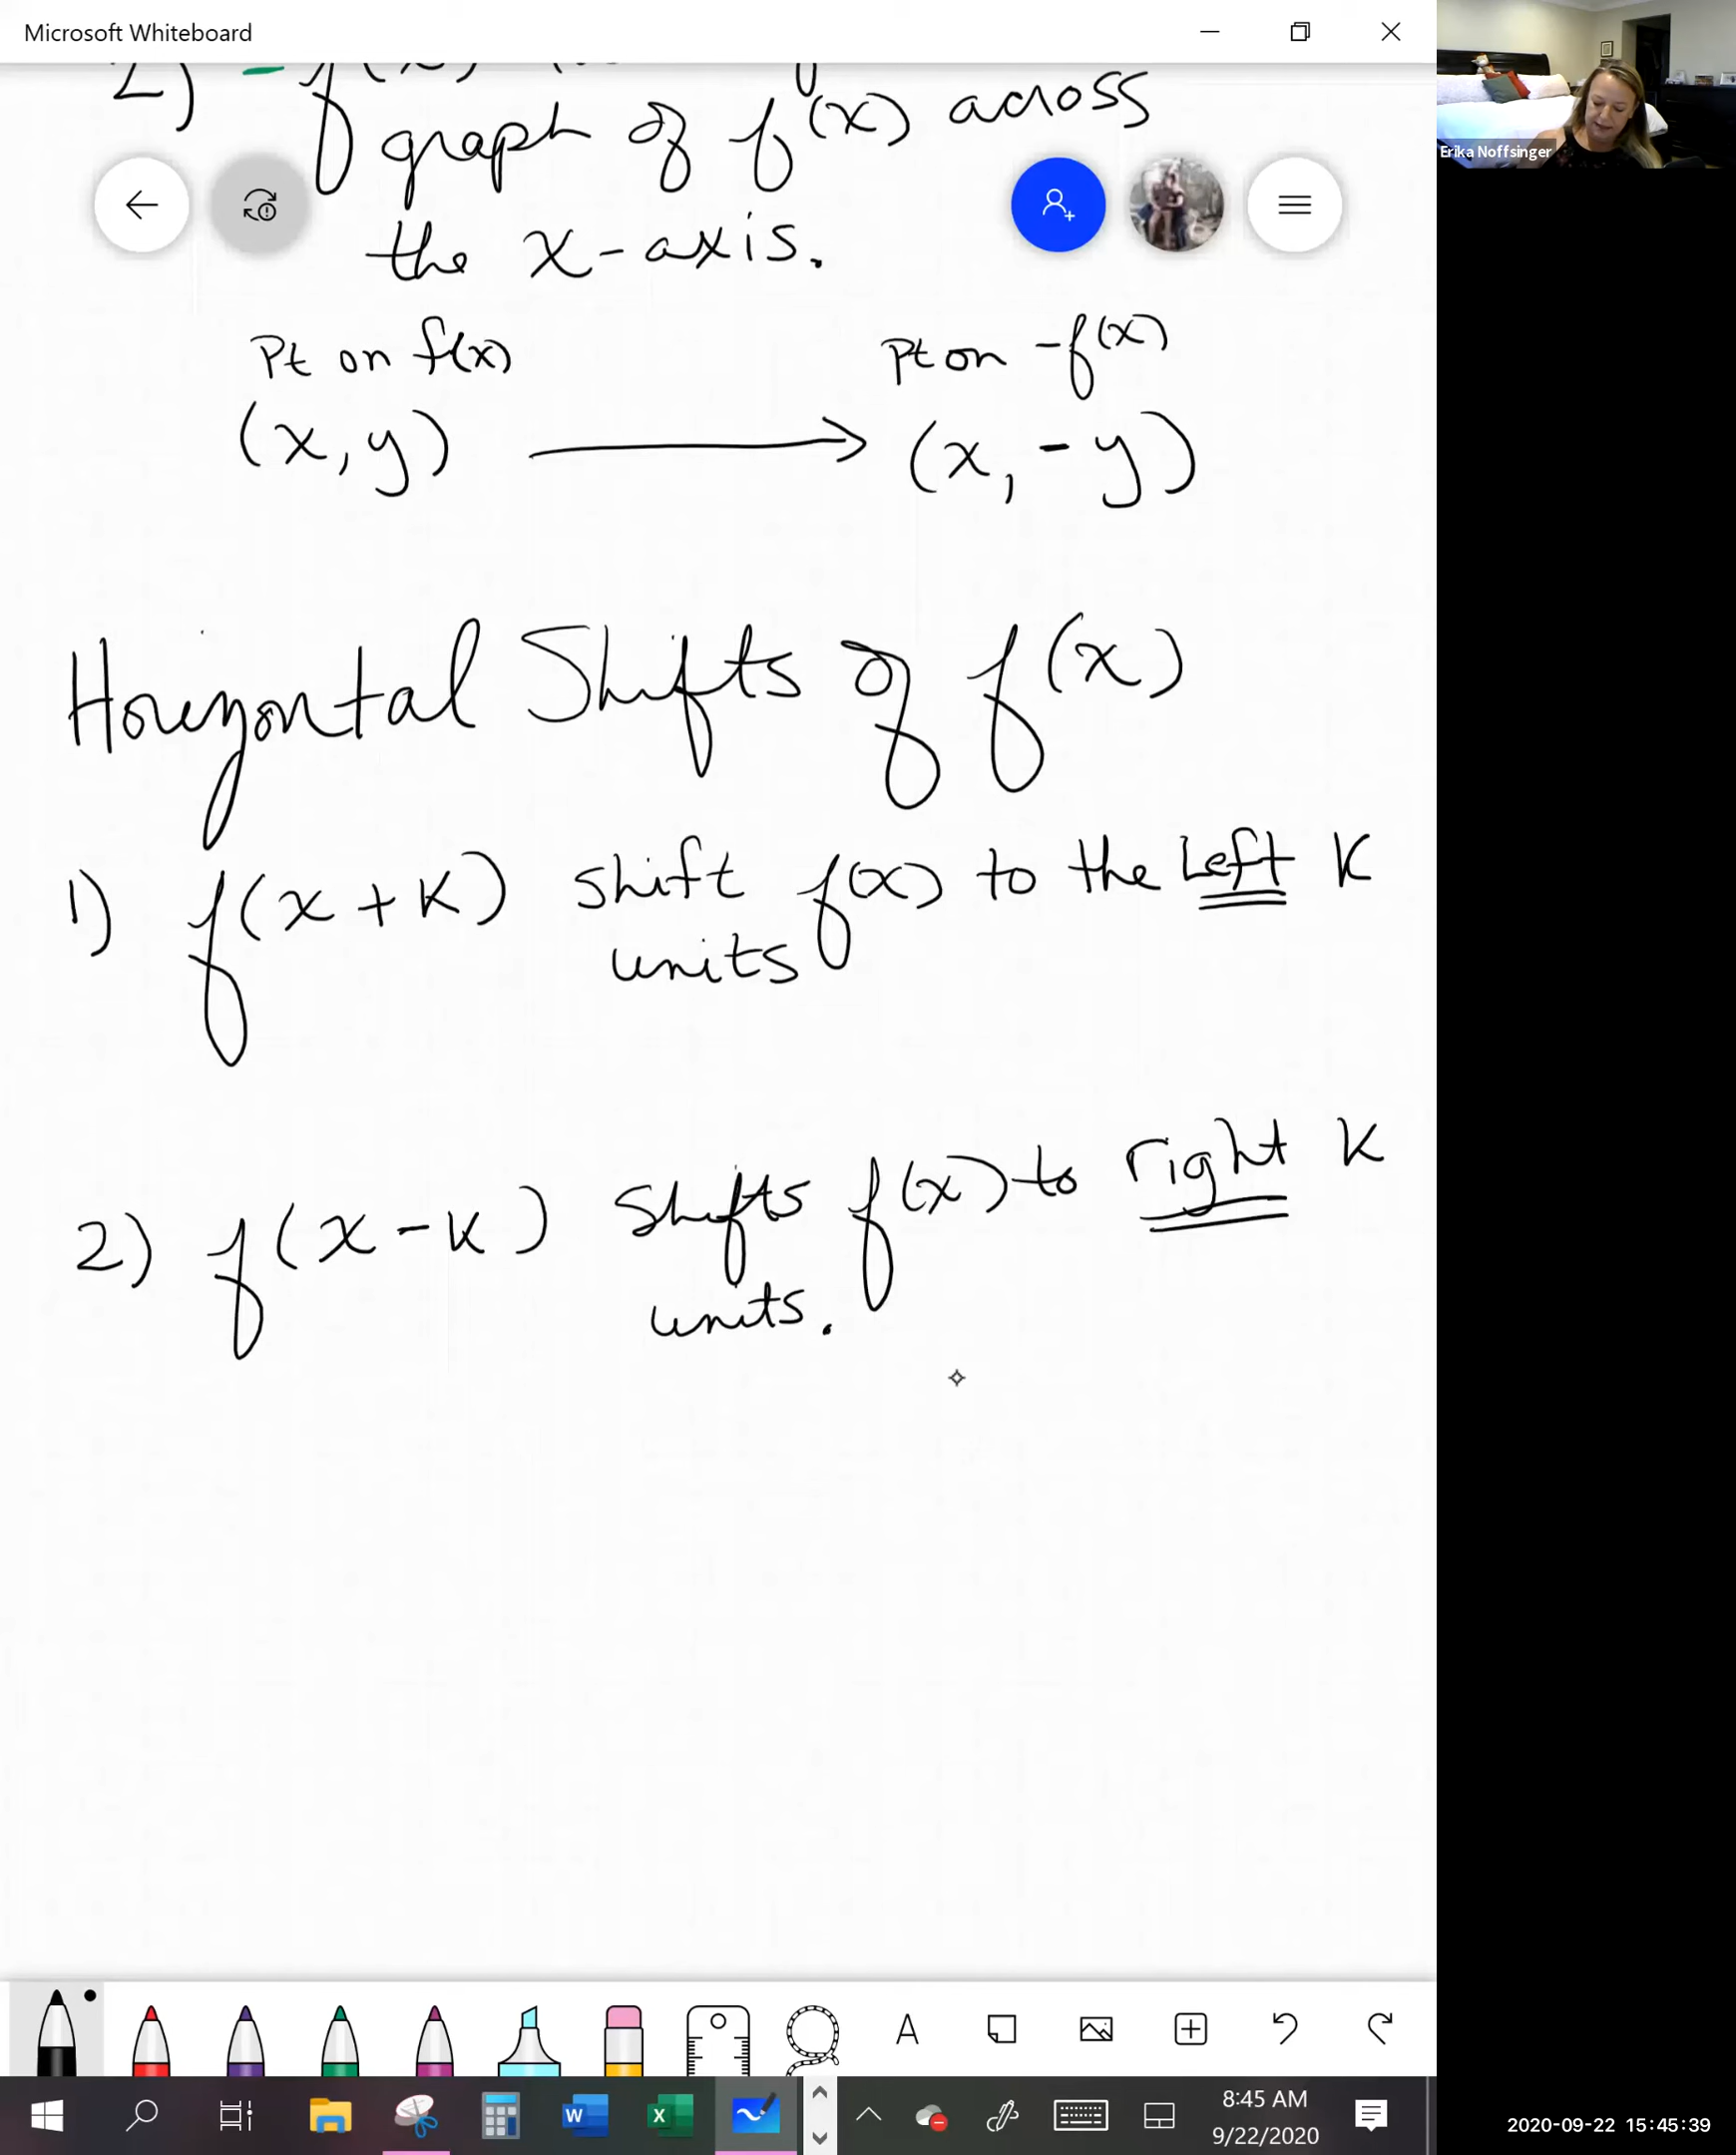 Microsoft Whiteboard
Erika Noffsinger
2) -f(x)
graph of f(x) across
the x-axis.
Pt on f(x) Pt on -f(x)
(x, y) (x, -y)
Horizontal Shifts of f(x)
1) f(x + K) shift f(x) to the Left K
units
2) f(x - K) Shifts f(x) to right K
units.
8:45 AM
9/22/2020
2020-09-22 15:45:39